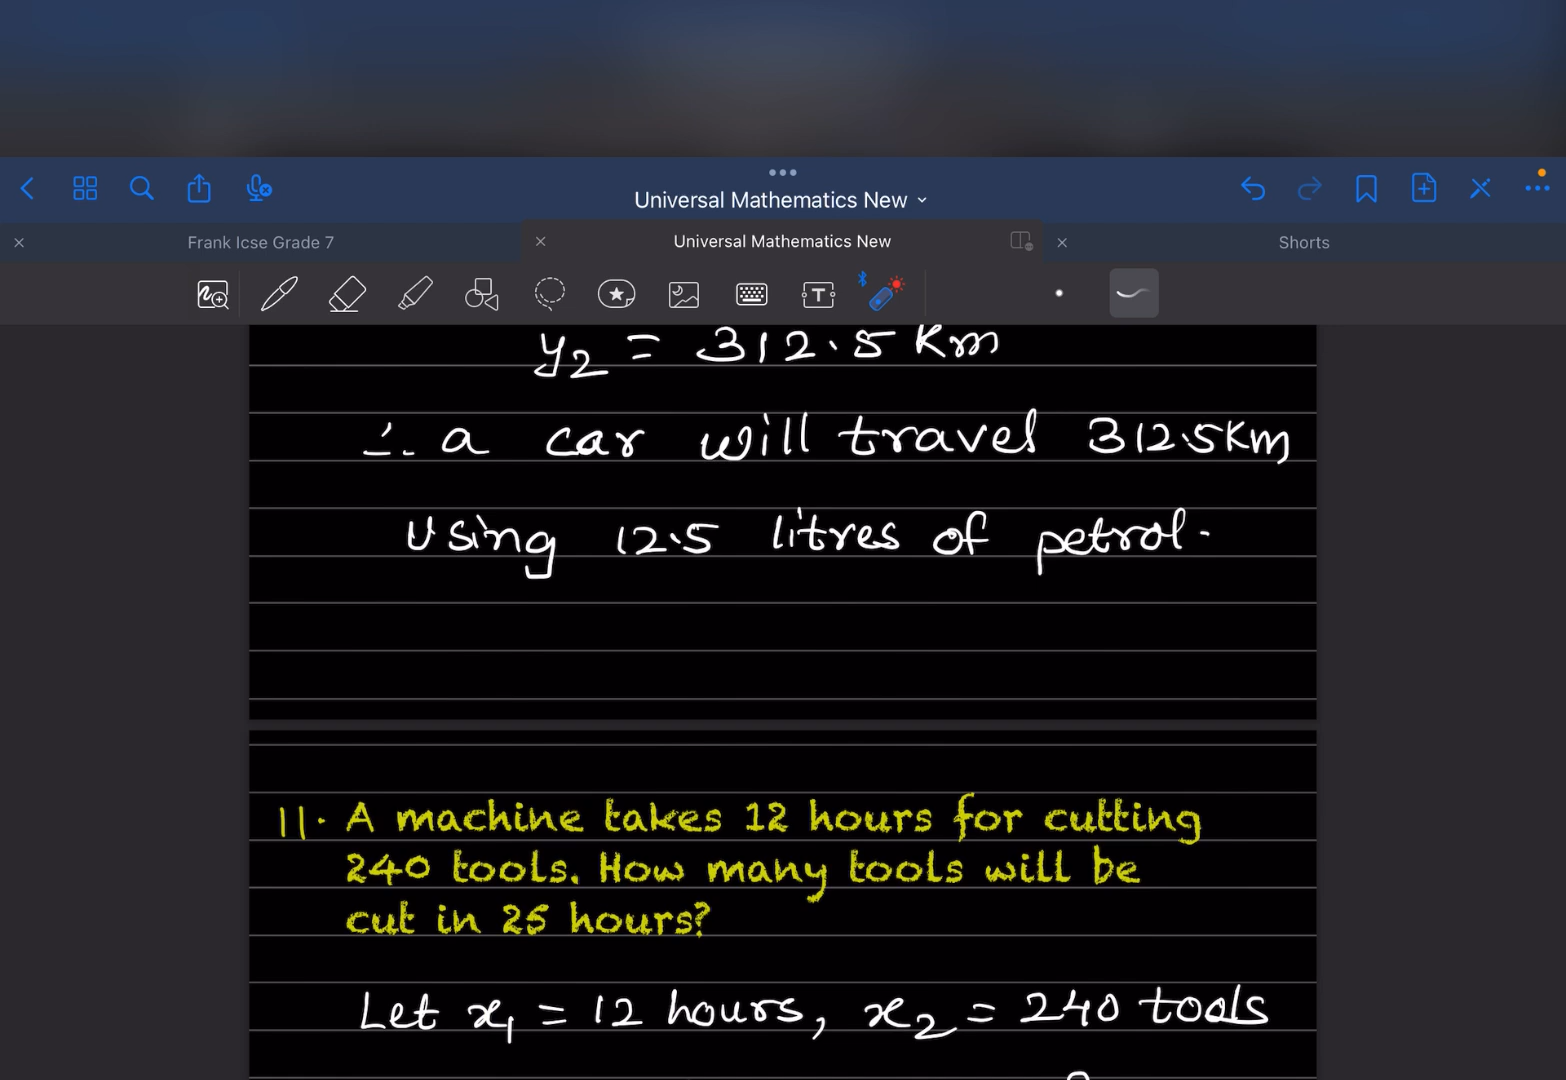 Universal Mathematics New
Frank Icse Grade 7
Universal Mathematics New
Shorts
T
y2 = 312.5 Km
∴ a car will travel 312.5Km
Using 12.5 litres of petrol.
11. A machine takes 12 hours for cutting
240 tools. How many tools will be
cut in 25 hours?
Let x1 = 12 hours, x2 = 240 tools